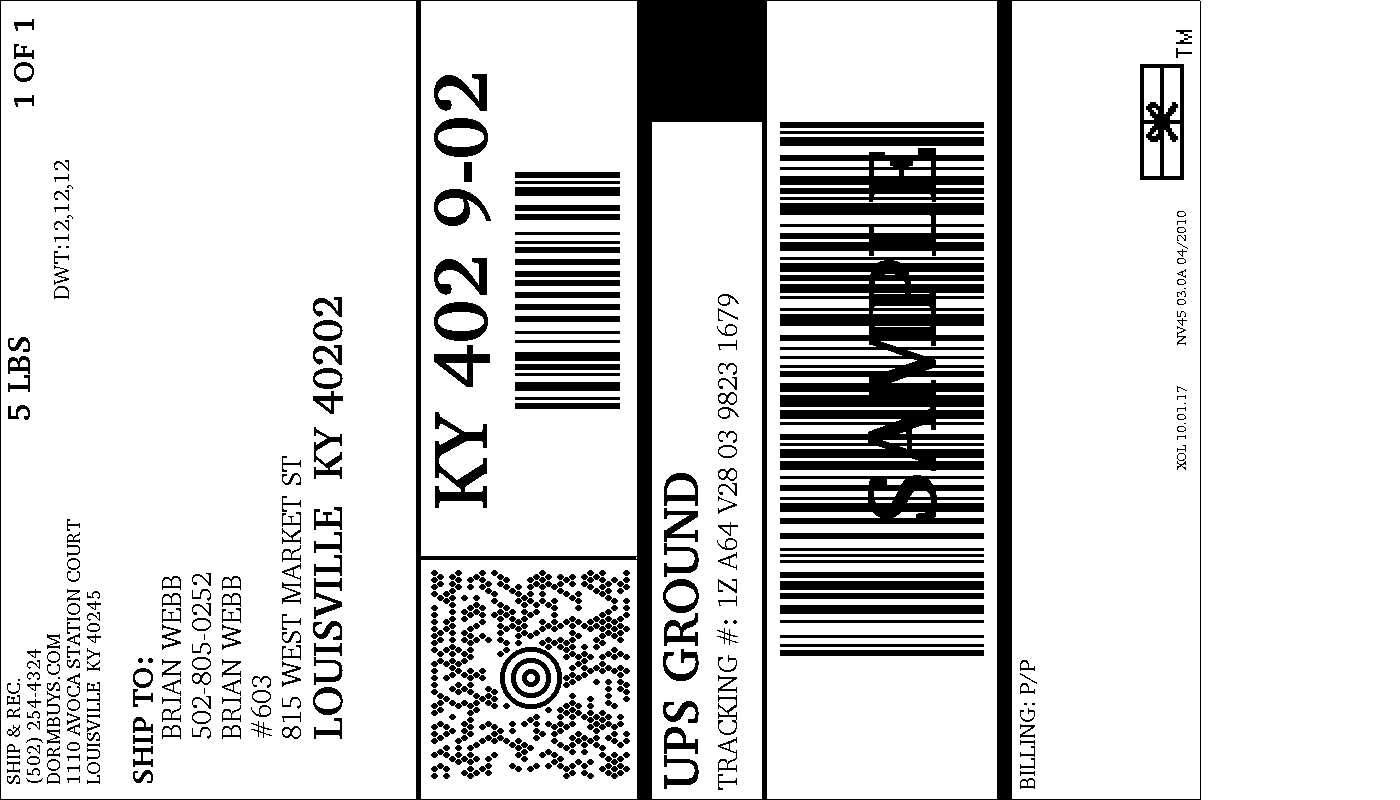 SHIP & REC.
(502) 254-4324
DORMBUYS.COM
1110 AVOCA STATION COURT
LOUISVILLE KY 40245
5 LBS
1 OF 1
DWT:12,12,12
SHIP TO:
BRIAN WEBB
502-805-0252
BRIAN WEBB
#603
815 WEST MARKET ST
LOUISVILLE KY 40202
KY 402 9-02
UPS GROUND
TRACKING #: 1Z A64 V28 03 9823 1679
SAMPLE
BILLING: P/P
XOL 10.01.17
NV45 03.0A 04/2010
TM